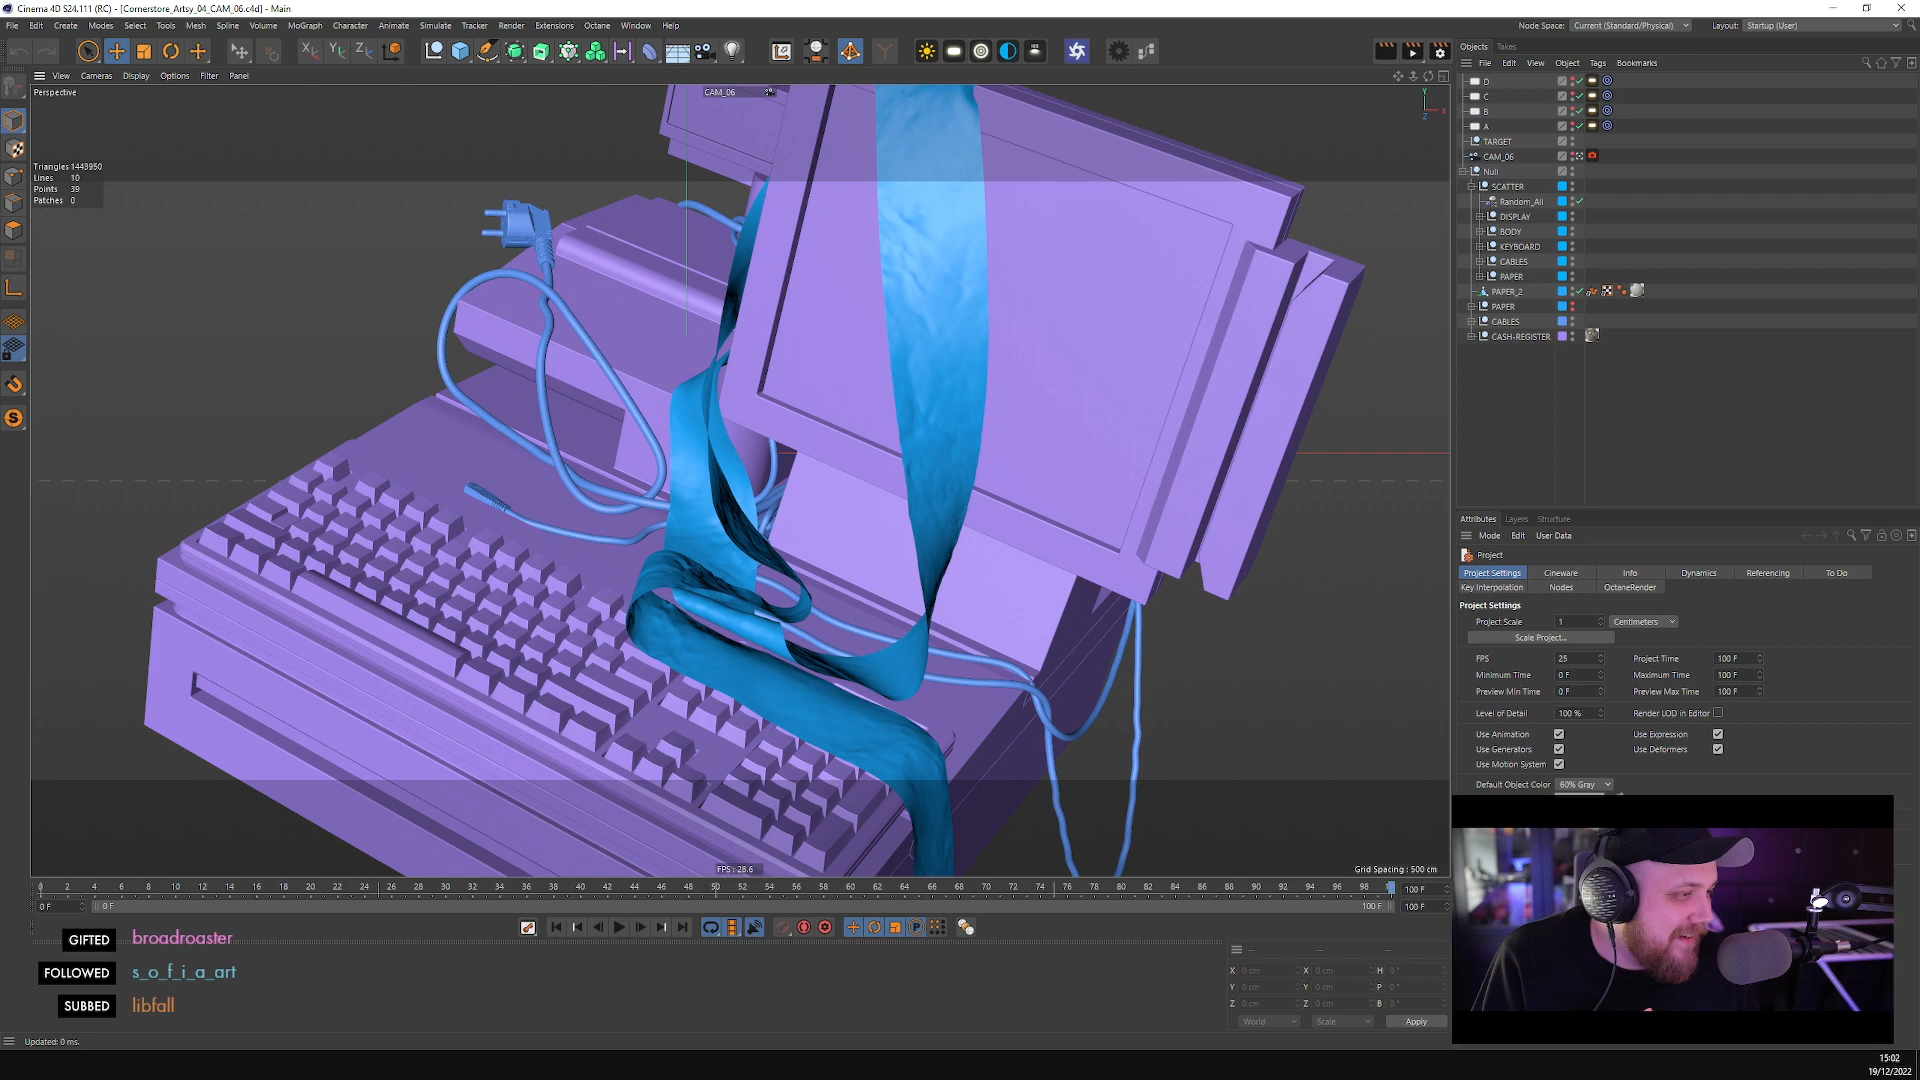 Cinema 4D S24.111 (RC) - [Cornerstore_Artsy_04_CAM_06.c4d] - Main
File Edit Create Modes Select Tools Mesh Spline Volume MoGraph Character Animate Simulate Tracker Render Extensions Octane Window Help
Node Space: Current (Standard/Physical) Layout: Startup (User)
Objects Takes
File Edit View Object Tags Bookmarks
View Cameras Display Options Filter Panel
Perspective
CAM_06
Triangles 1443950
Lines 10
Points 39
Patches 0
Y
X
Z
D
C
B
A
TARGET
CAM_06
Null
SCATTER
Random_All
DISPLAY
BODY
KEYBOARD
CABLES
PAPER
PAPER_2
PAPER
CABLES
CASH-REGISTER
Attributes Layers Structure
Mode Edit User Data
Project
Project Settings Cineware Info Dynamics Referencing To Do
Key Interpolation Nodes OctaneRender
Project Settings
Project Scale 1 Centimeters
Scale Project...
FPS 25 Project Time 100 F
Minimum Time 0 F Maximum Time 100 F
Preview Min Time 0 F Preview Max Time 100 F
Level of Detail 100 % Render LOD in Editor
Use Animation Use Expression
Use Generators Use Deformers
Use Motion System
Default Object Color 60% Gray
FPS : 28.6
Grid Spacing : 500 cm
0 2 4 6 8 10 12 14 16 18 20 22 24 26 28 30 32 34 36 38 40 42 44 46 48 50 52 54 56 58 60 62 64 66 68 70 72 74 76 78 80 82 84 86 88 90 92 94 96 98 100 F
0 F 0 F 100 F 100 F
GIFTED broadroaster
FOLLOWED s_o_f_i_a_art
SUBBED libfall
-- -- --
X 0 cm X 0 cm H 0 °
Y 0 cm Y 0 cm P 0 °
Z 0 cm Z 0 cm B 0 °
World Scale Apply
Updated: 0 ms.
15:02
19/12/2022